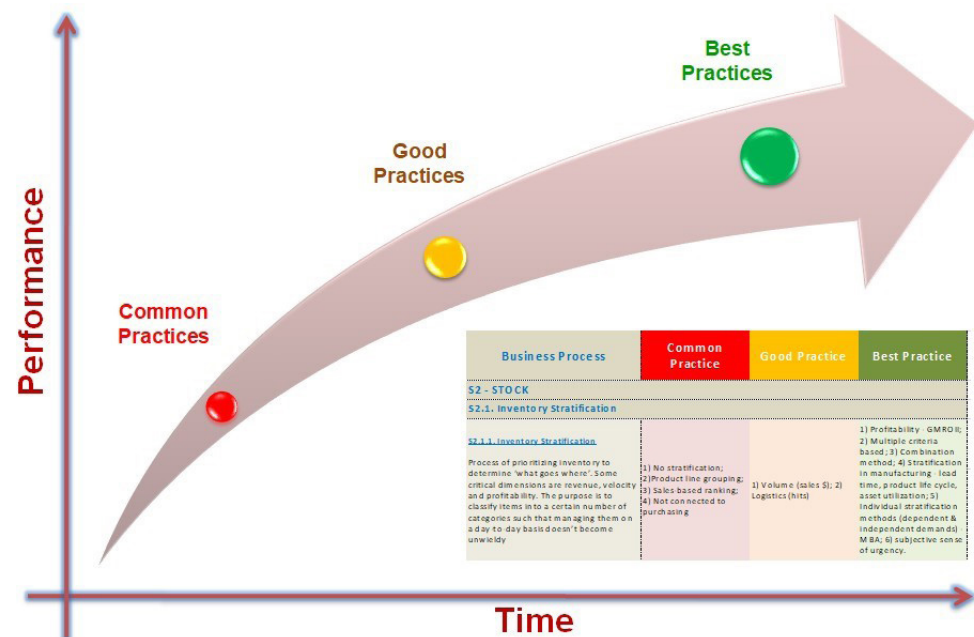 Best
Practices
Good
Practices
Common
Practices
Performance
Time
Business Process
Common
Practice
Good Practice
Best Practice
S2 - STOCK
S2.1. Inventory Stratification
S2.1.1. Inventory Stratification
Process of prioritizing inventory to
determine 'what goes where'. Some
critical dimensions are revenue, velocity
and profitability. The purpose is to
classify items into a certain number of
categories such that managing them on
a day-to-day basis doesn't become
unwieldy
1) No stratification;
2)Product line grouping;
3) Sales-based ranking;
4) Not connected to
purchasing
1) Volume (sales $); 2)
Logistics (hits)
1) Profitability - GMROII;
2) Multiple criteria
based; 3) Combination
method; 4) Stratification
in manufacturing - lead
time, product life cycle,
asset utilization; 5)
Individual stratification
methods (dependent &
independent demands) -
MBA; 6) subjective sense
of urgency.